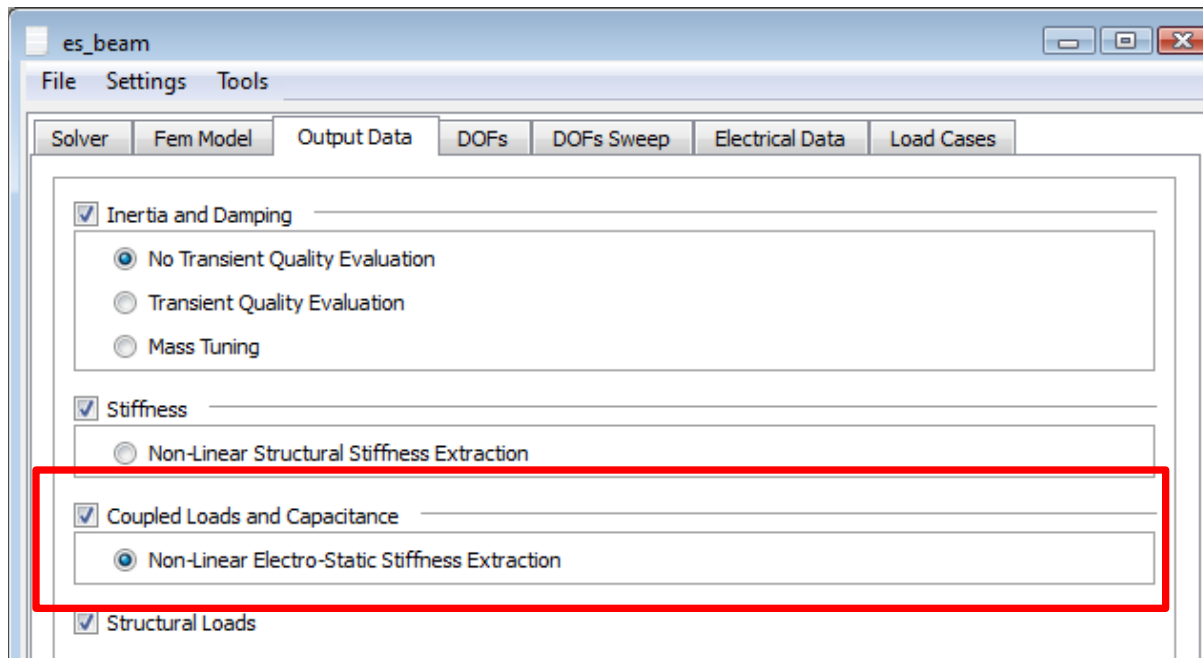 es_beam
File Settings Tools
Solver Fem Model Output Data DOFs DOFs Sweep Electrical Data Load Cases
Inertia and Damping
No Transient Quality Evaluation
Transient Quality Evaluation
Mass Tuning
Stiffness
Non-Linear Structural Stiffness Extraction
Coupled Loads and Capacitance
Non-Linear Electro-Static Stiffness Extraction
Structural Loads